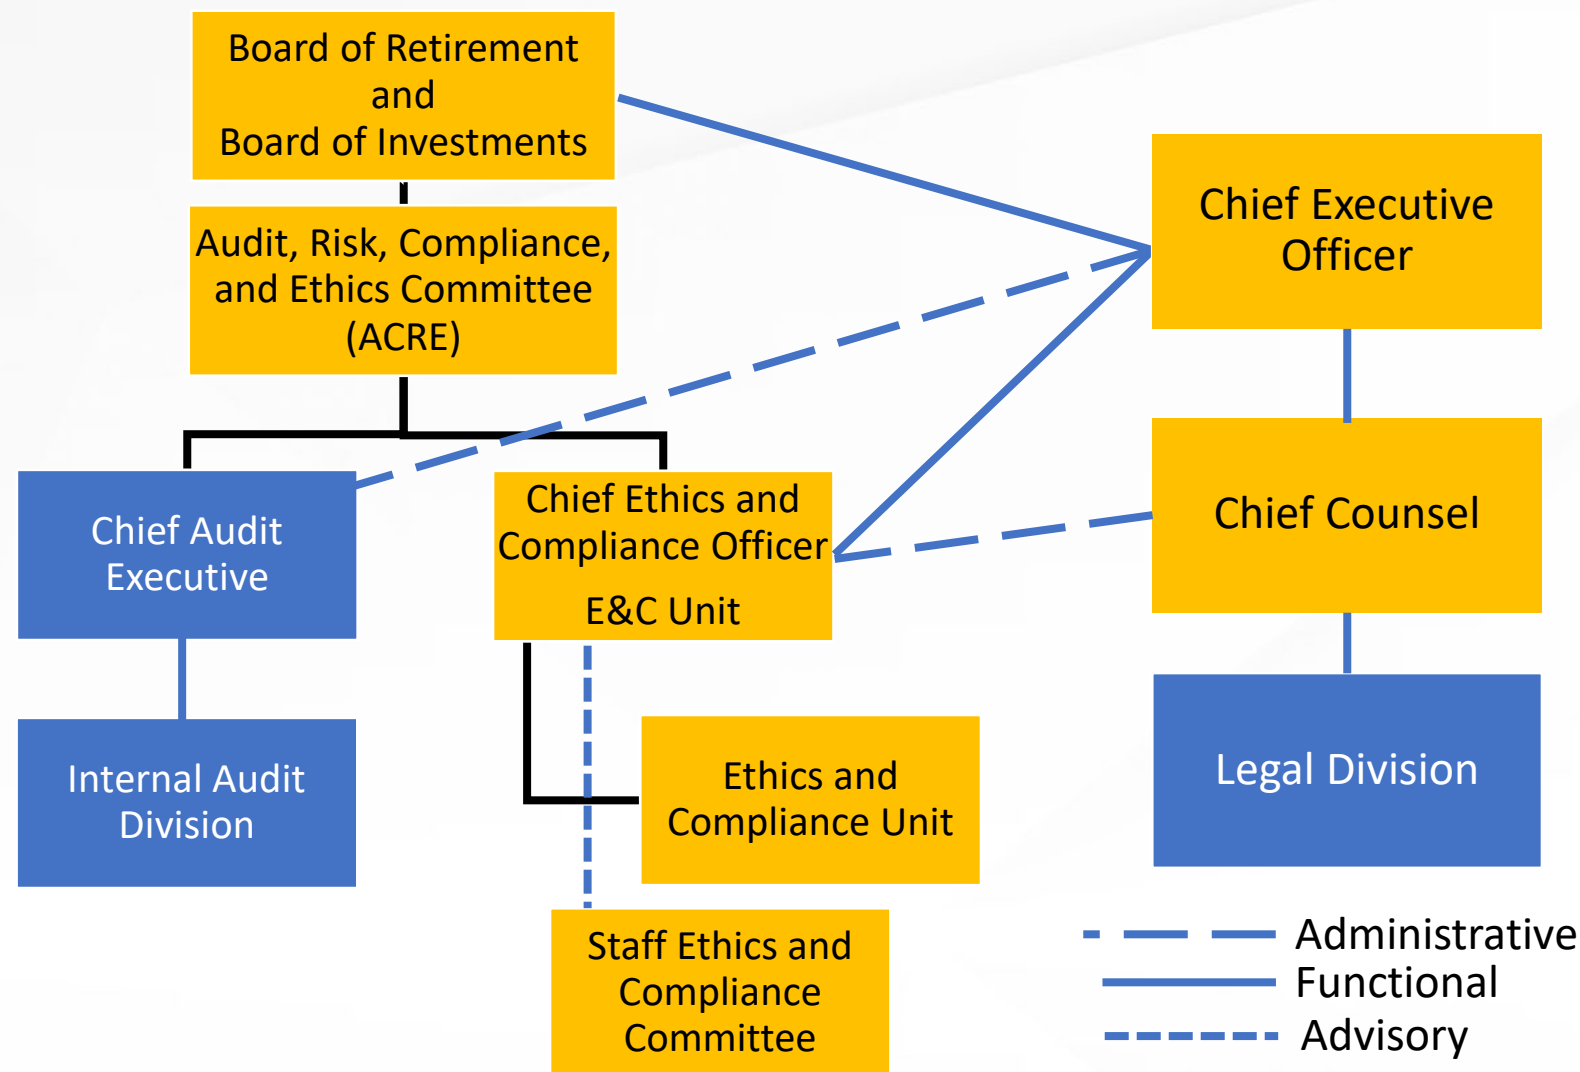 Board of Retirement
and
Board of Investments
Audit, Risk, Compliance,
and Ethics Committee
(ACRE)
Chief Executive
Officer
Chief Audit
Executive
Chief Ethics and
Compliance Officer
E&C Unit
Chief Counsel
Internal Audit
Division
Ethics and
Compliance Unit
Legal Division
Staff Ethics and
Compliance
Committee
Administrative
Functional
Advisory